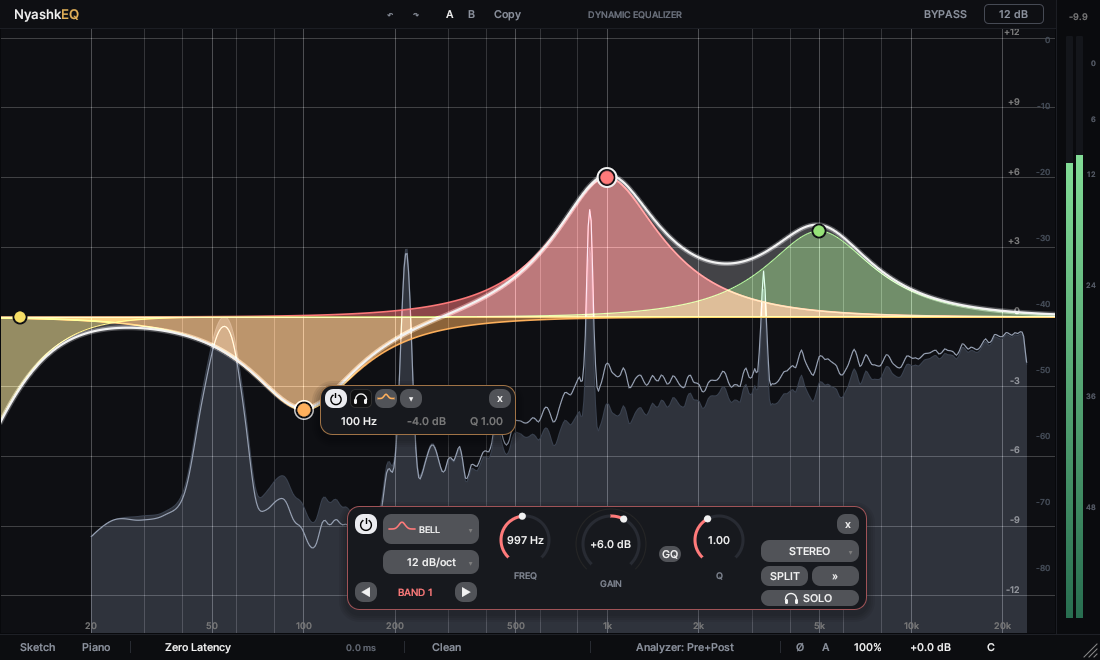 NyashkEQ
A B Copy DYNAMIC EQUALIZER BYPASS 12 dB -9.9
+12 0
0
+9 -10
6
+6 -20 12
+3 -30
24
-40
0
-3 -50
36
x
100 Hz -4.0 dB Q 1.00
-6 -60
-70 48
-9
BELL
997 Hz +6.0 dB GQ 1.00 x
STEREO
12 dB/oct
-80
FREQ GAIN Q SPLIT »
BAND 1 SOLO
-12
20 50 100 200 500 1k 2k 5k 10k 20k
Sketch Piano Zero Latency 0.0 ms Clean Analyzer: Pre+Post Ø A 100% +0.0 dB C